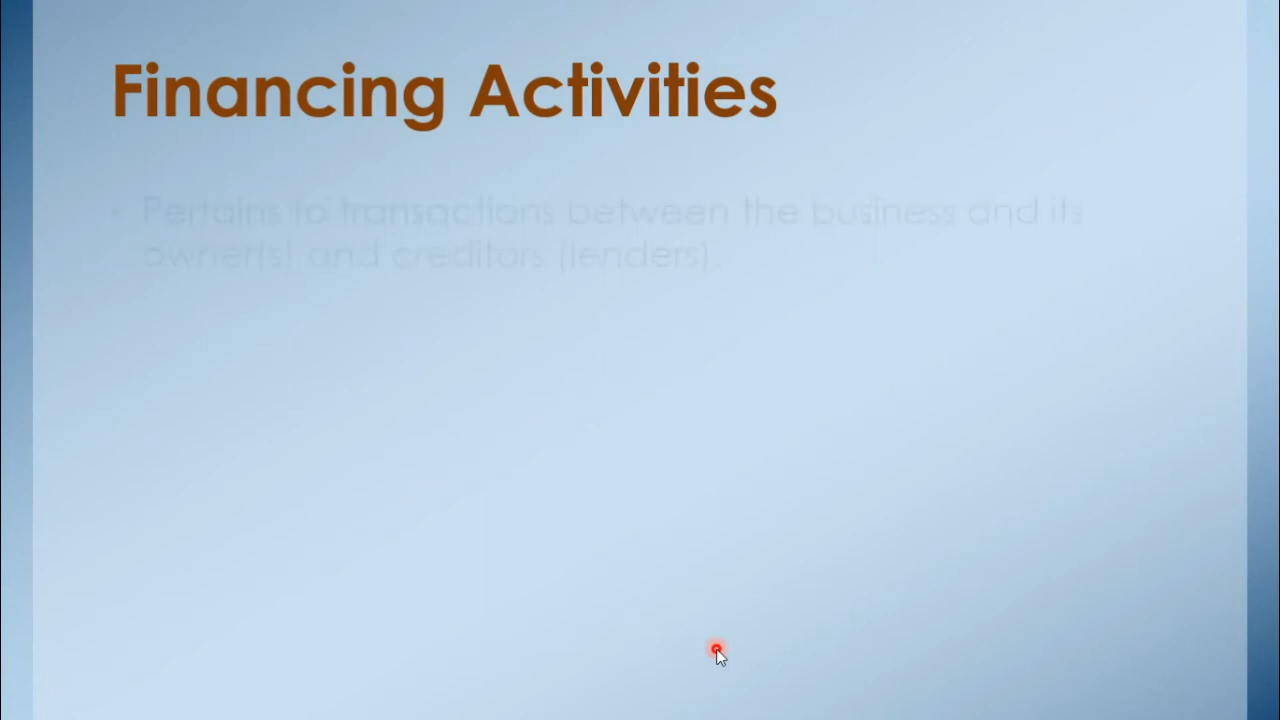 Financing Activities
• Pertains to transactions between the business and its
owner(s) and creditors (lenders).